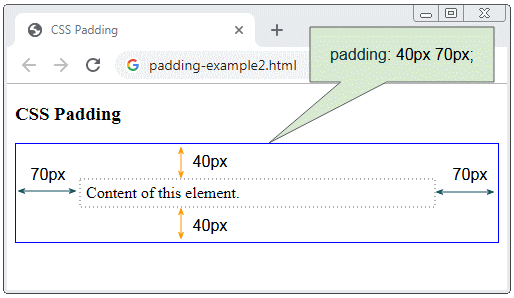 CSS Padding
padding-example2.html
padding: 40px 70px;
CSS Padding
40px
70px
70px
Content of this element.
40px